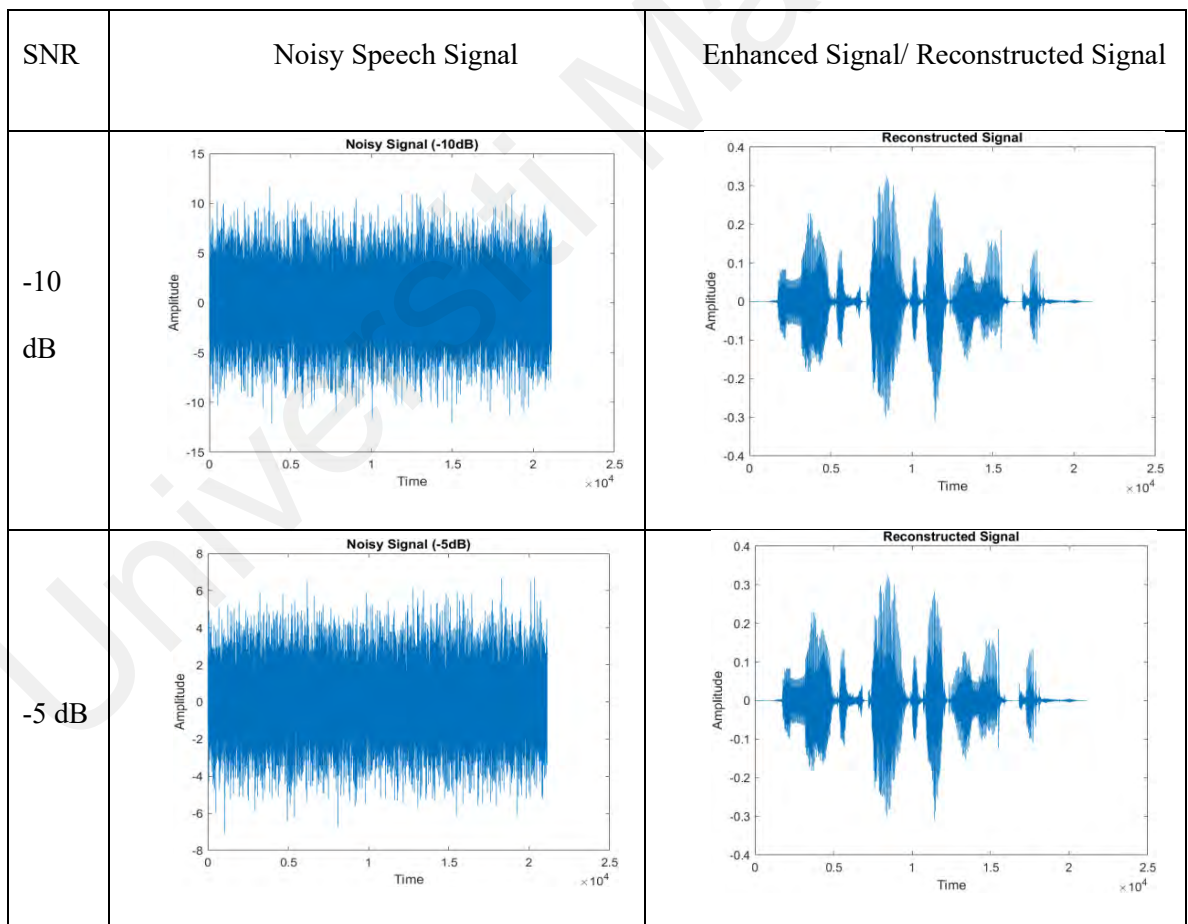 SNR
Noisy Speech Signal
Enhanced Signal/ Reconstructed Signal
-10
dB
Noisy Signal (-10dB)
15
10
5
0
-5
-10
-15
Amplitude
0 0.5 1 1.5 2 2.5
Time
×10^4
Reconstructed Signal
0.4
0.3
0.2
0.1
0
-0.1
-0.2
-0.3
-0.4
Amplitude
0 0.5 1 1.5 2 2.5
Time
×10^4
-5 dB
Noisy Signal (-5dB)
8
6
4
2
0
-2
-4
-6
-8
Amplitude
0 0.5 1 1.5 2 2.5
Time
×10^4
Reconstructed Signal
0.4
0.3
0.2
0.1
0
-0.1
-0.2
-0.3
-0.4
Amplitude
0 0.5 1 1.5 2 2.5
Time
×10^4
Universiti Ma